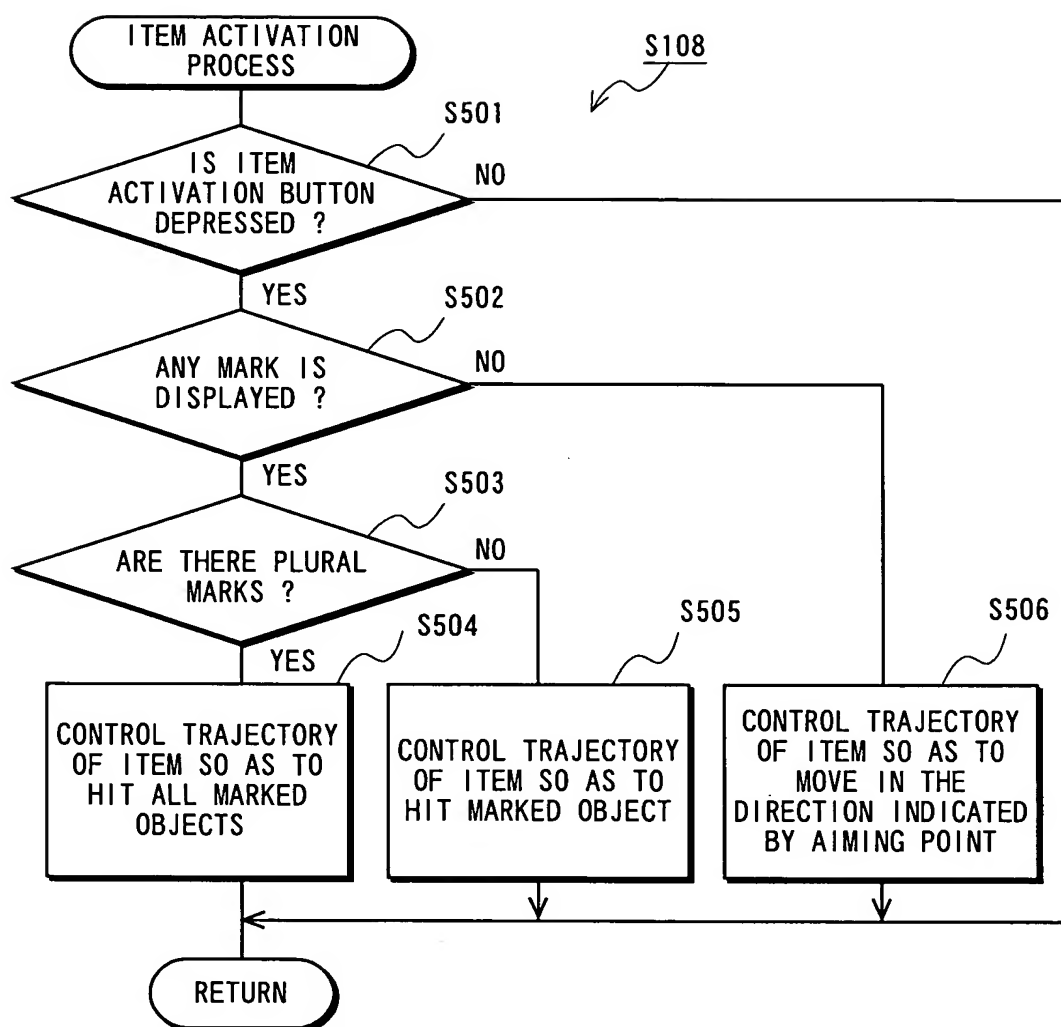 ITEM ACTIVATION
PROCESS
S108
S501
IS ITEM
ACTIVATION BUTTON
DEPRESSED ?
NO
YES
S502
ANY MARK IS
DISPLAYED ?
NO
YES
S503
ARE THERE PLURAL
MARKS ?
NO
YES
S504
CONTROL TRAJECTORY
OF ITEM SO AS TO
HIT ALL MARKED
OBJECTS
S505
CONTROL TRAJECTORY
OF ITEM SO AS TO
HIT MARKED OBJECT
S506
CONTROL TRAJECTORY
OF ITEM SO AS TO
MOVE IN THE
DIRECTION INDICATED
BY AIMING POINT
RETURN